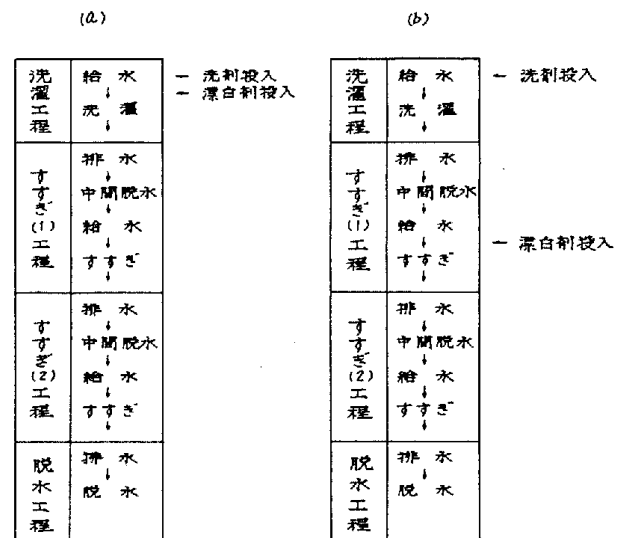 (a)
洗濯工程
給水
↓
洗濯
↓
— 洗剤投入
— 漂白剤投入
すすぎ(1)工程
排水
↓
中間脱水
↓
給水
↓
すすぎ
↓
すすぎ(2)工程
排水
↓
中間脱水
↓
給水
↓
すすぎ
↓
脱水工程
排水
↓
脱水
(b)
洗濯工程
給水
↓
洗濯
↓
— 洗剤投入
すすぎ(1)工程
排水
↓
中間脱水
↓
給水
↓
すすぎ
↓
— 漂白剤投入
すすぎ(2)工程
排水
↓
中間脱水
↓
給水
↓
すすぎ
↓
脱水工程
排水
↓
脱水